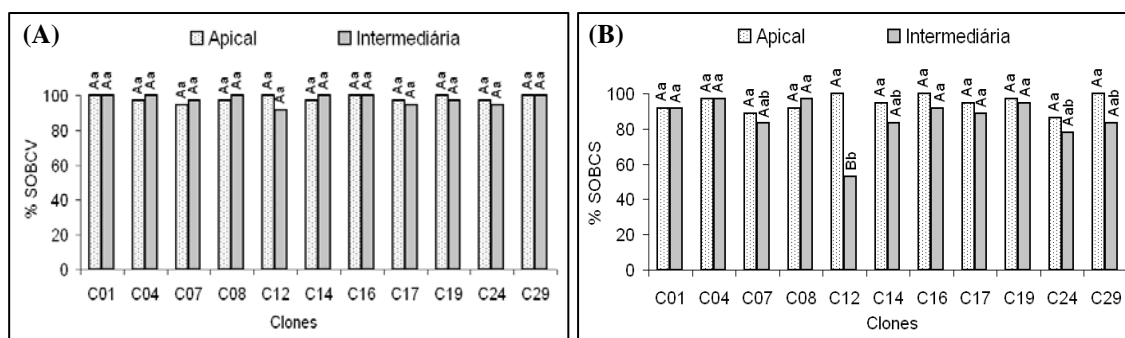 (A)
Apical Intermediária
Aa Aa Aa Aa Aa Aa Aa Aa Aa Aa Aa Aa Aa Aa Aa Aa Aa Aa Aa Aa Aa Aa
% SOBCV
100
80
60
40
20
0
C01 C04 C07 C08 C12 C14 C16 C17 C19 C24 C29
Clones
(B)
Apical Intermediária
Aa Aa Aa Aa Aa Aab Aa Aa Aa Bb Aa Aab Aa Aa Aa Aa Aa Aab Aa Aab Aa Aab
% SOBCS
100
80
60
40
20
0
C01 C04 C07 C08 C12 C14 C16 C17 C19 C24 C29
Clones